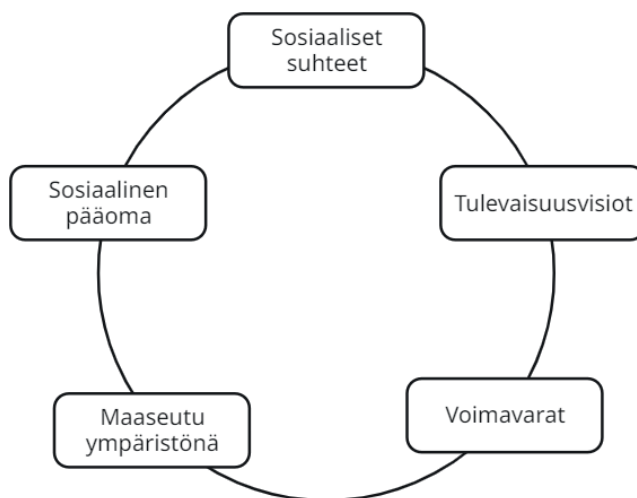 Sosiaaliset
suhteet
Sosiaalinen
pääoma
Tulevaisuusvisiot
Maaseutu
ympäristönä
Voimavarat